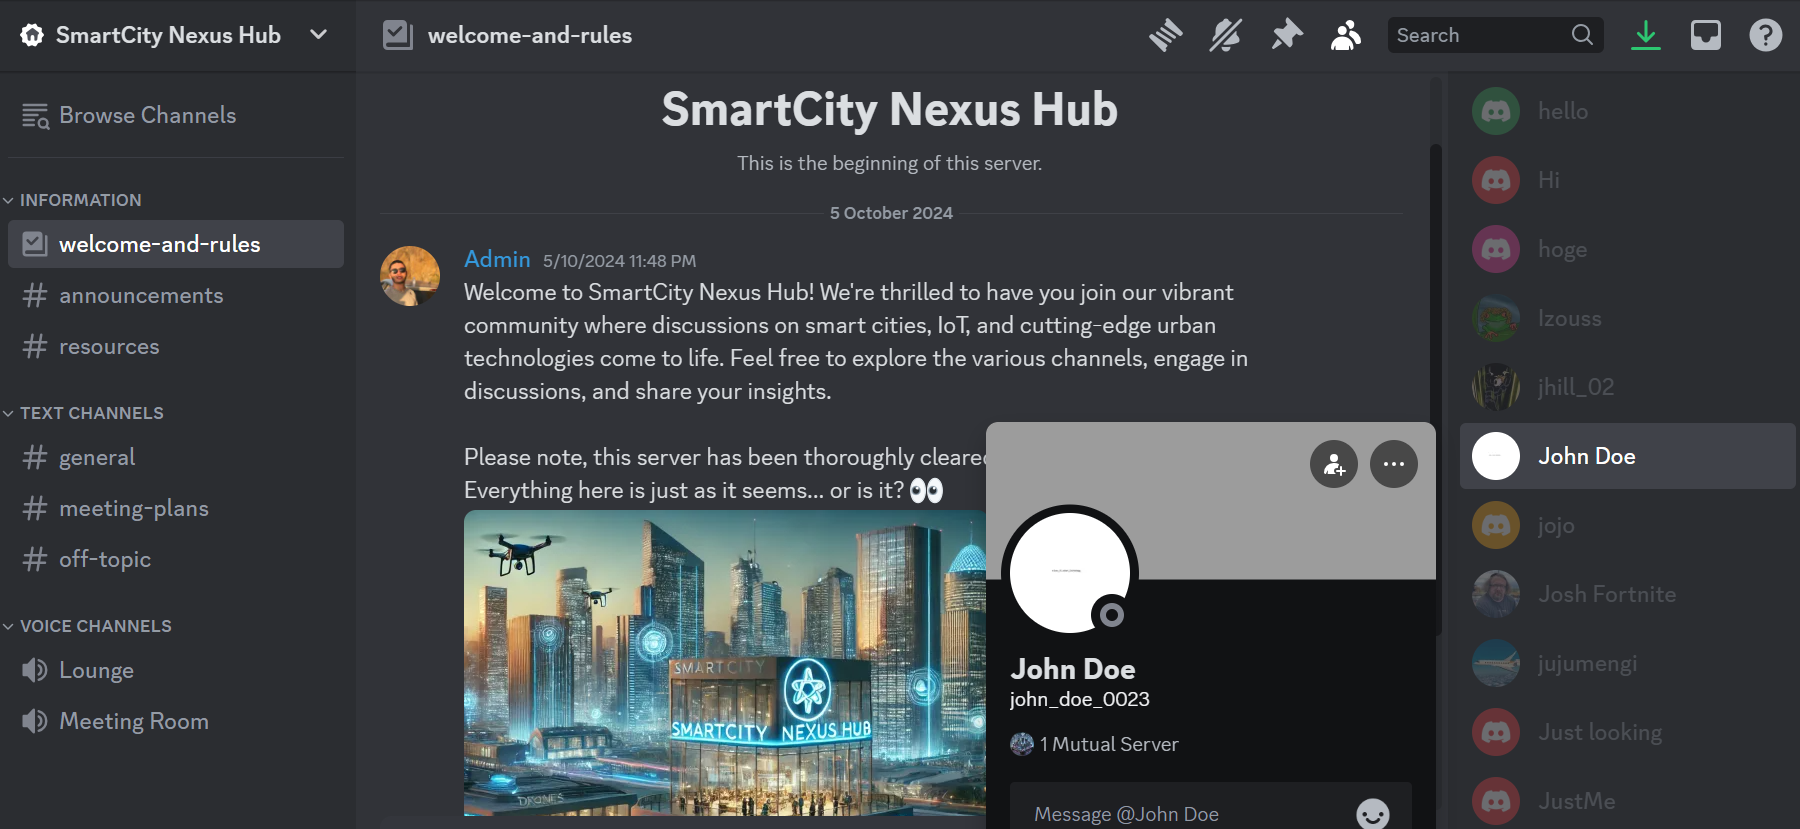 SmartCity Nexus Hub
welcome-and-rules
Search
Browse Channels
INFORMATION
welcome-and-rules
announcements
resources
TEXT CHANNELS
general
meeting-plans
off-topic
VOICE CHANNELS
Lounge
Meeting Room
SmartCity Nexus Hub
This is the beginning of this server.
5 October 2024
Admin 5/10/2024 11:48 PM
Welcome to SmartCity Nexus Hub! We're thrilled to have you join our vibrant
community where discussions on smart cities, IoT, and cutting-edge urban
technologies come to life. Feel free to explore the various channels, engage in
discussions, and share your insights.
Please note, this server has been thoroughly cleared
Everything here is just as it seems... or is it? 👀
SMARTCITY
SMARTCITY NEXUS HUB
DRONES
John Doe
john_doe_0023
1 Mutual Server
Message @John Doe
hello
Hi
hoge
Izouss
jhill_02
John Doe
jojo
Josh Fortnite
jujumengi
Just looking
JustMe